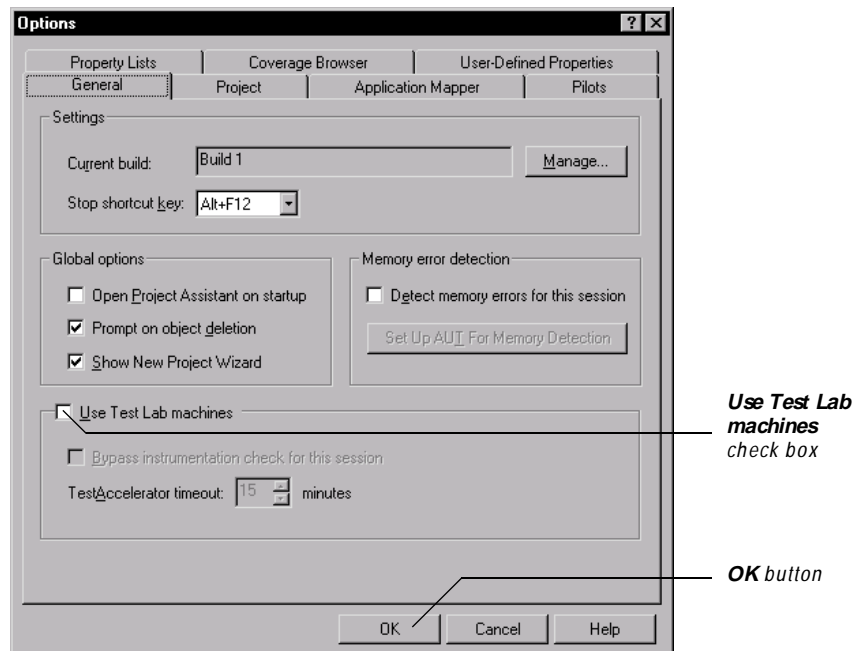 Options
Property Lists Coverage Browser User-Defined Properties
General Project Application Mapper Pilots
Settings
Current build: Build 1 Manage...
Stop shortcut key: Alt+F12
Global options
Open Project Assistant on startup
Prompt on object deletion
Show New Project Wizard
Memory error detection
Detect memory errors for this session
Set Up AUT For Memory Detection
Use Test Lab machines
Bypass instrumentation check for this session
TestAccelerator timeout: 15 minutes
Use Test Lab
machines
check box
OK button
OK Cancel Help